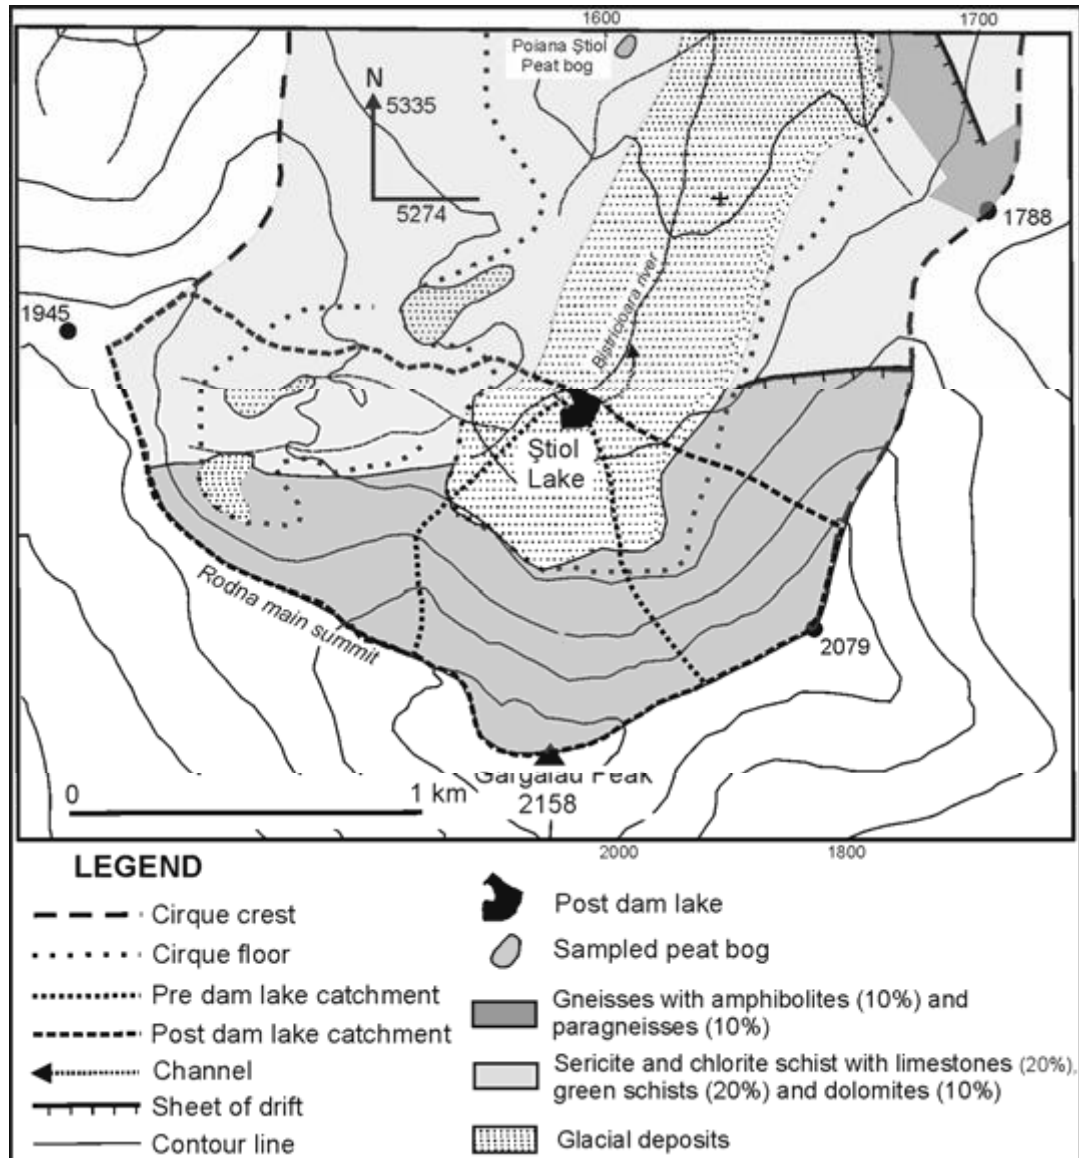 1600
1700
Poiana Ştiol
Peat bog
N
5335
5274
1788
1945
Bistricioara river
Ştiol
Lake
Rodna main summit
2079
Peak
0
1 km
2158
2000
1800
LEGEND
Cirque crest
Cirque floor
Pre dam lake catchment
Post dam lake catchment
Channel
Sheet of drift
Contour line
Post dam lake
Sampled peat bog
Gneisses with amphibolites (10%) and
paragneisses (10%)
Sericite and chlorite schist with limestones (20%),
green schists (20%) and dolomites (10%)
Glacial deposits